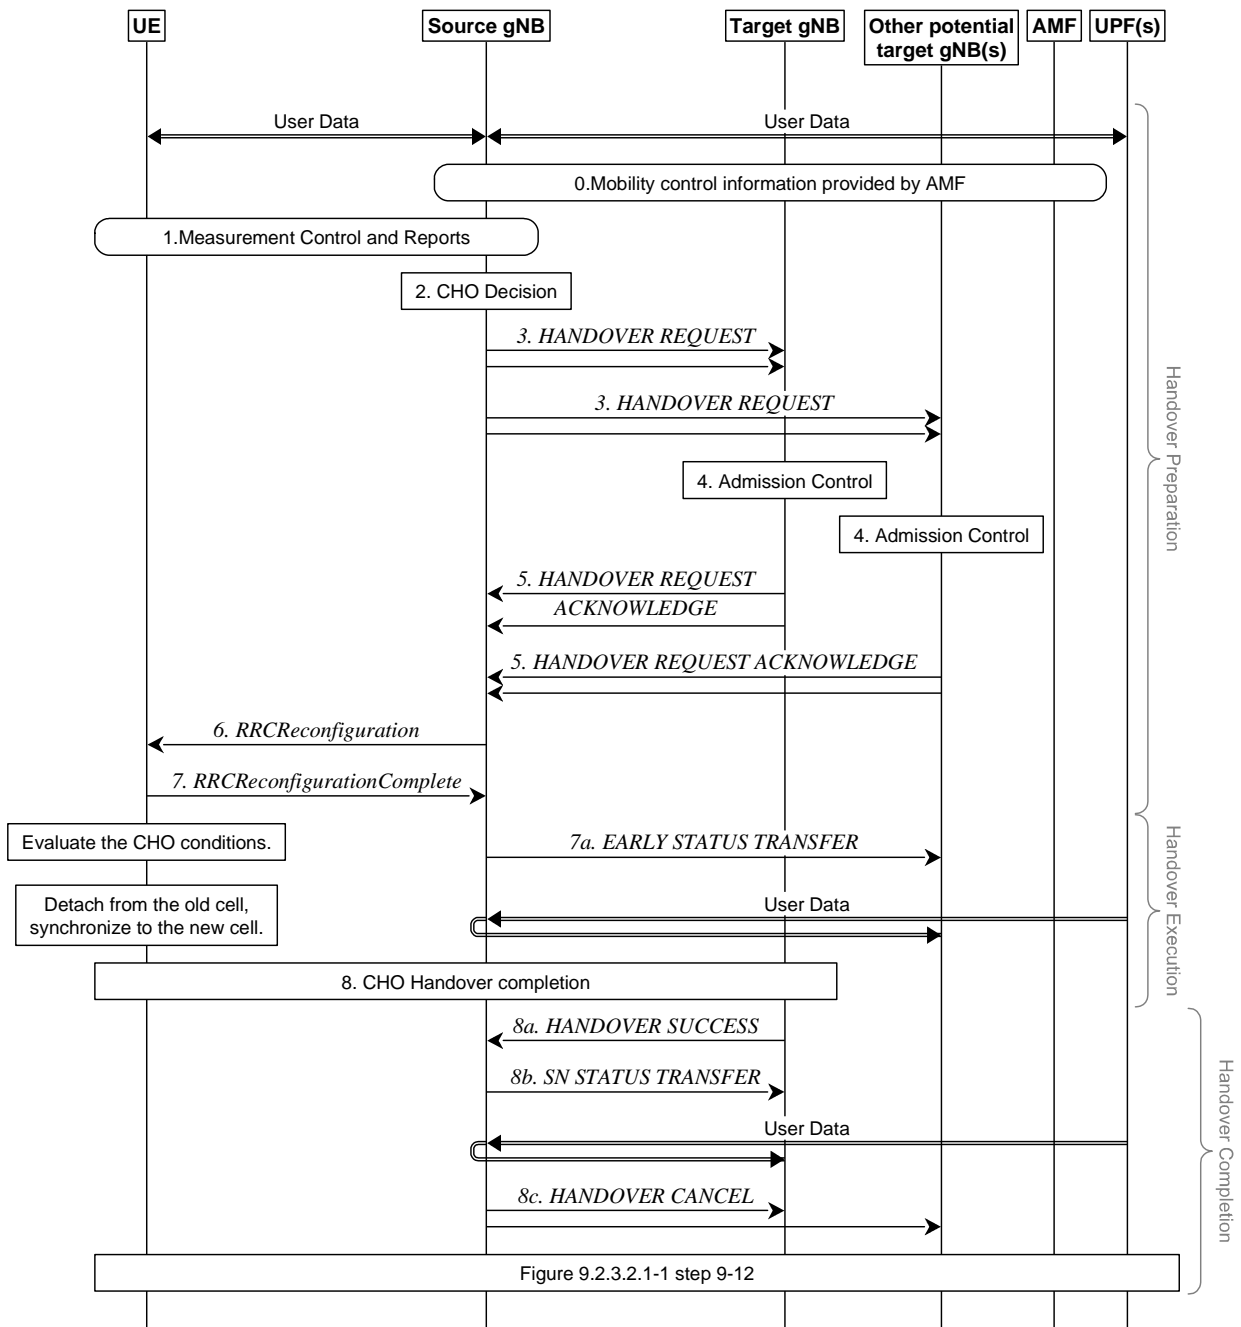 UE
Source gNB
Target gNB
Other potential
target gNB(s)
AMF
UPF(s)
User Data
User Data
0.Mobility control information provided by AMF
1.Measurement Control and Reports
2. CHO Decision
3. HANDOVER REQUEST
3. HANDOVER REQUEST
4. Admission Control
4. Admission Control
5. HANDOVER REQUEST
ACKNOWLEDGE
5. HANDOVER REQUEST ACKNOWLEDGE
6. RRCReconfiguration
7. RRCReconfigurationComplete
Handover Preparation
Evaluate the CHO conditions.
7a. EARLY STATUS TRANSFER
Detach from the old cell,
synchronize to the new cell.
User Data
8. CHO Handover completion
Handover Execution
8a. HANDOVER SUCCESS
8b. SN STATUS TRANSFER
User Data
8c. HANDOVER CANCEL
Handover Completion
Figure 9.2.3.2.1-1 step 9-12